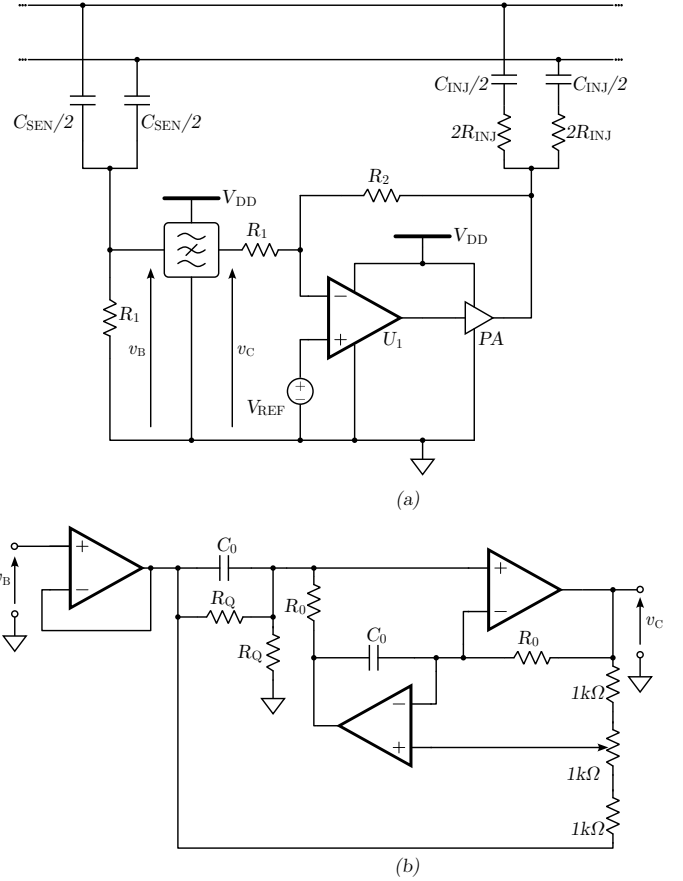 C_INJ/2
C_INJ/2
C_SEN/2
C_SEN/2
2R_INJ
2R_INJ
R_2
V_DD
R_1
V_DD
−
+
R_1
v_B
v_C
U_1
PA
+
−
V_REF
(a)
C_0
+
+
v_B
−
R_Q
R_0
−
v_C
R_Q
C_0
R_0
1kΩ
−
+
1kΩ
1kΩ
(b)